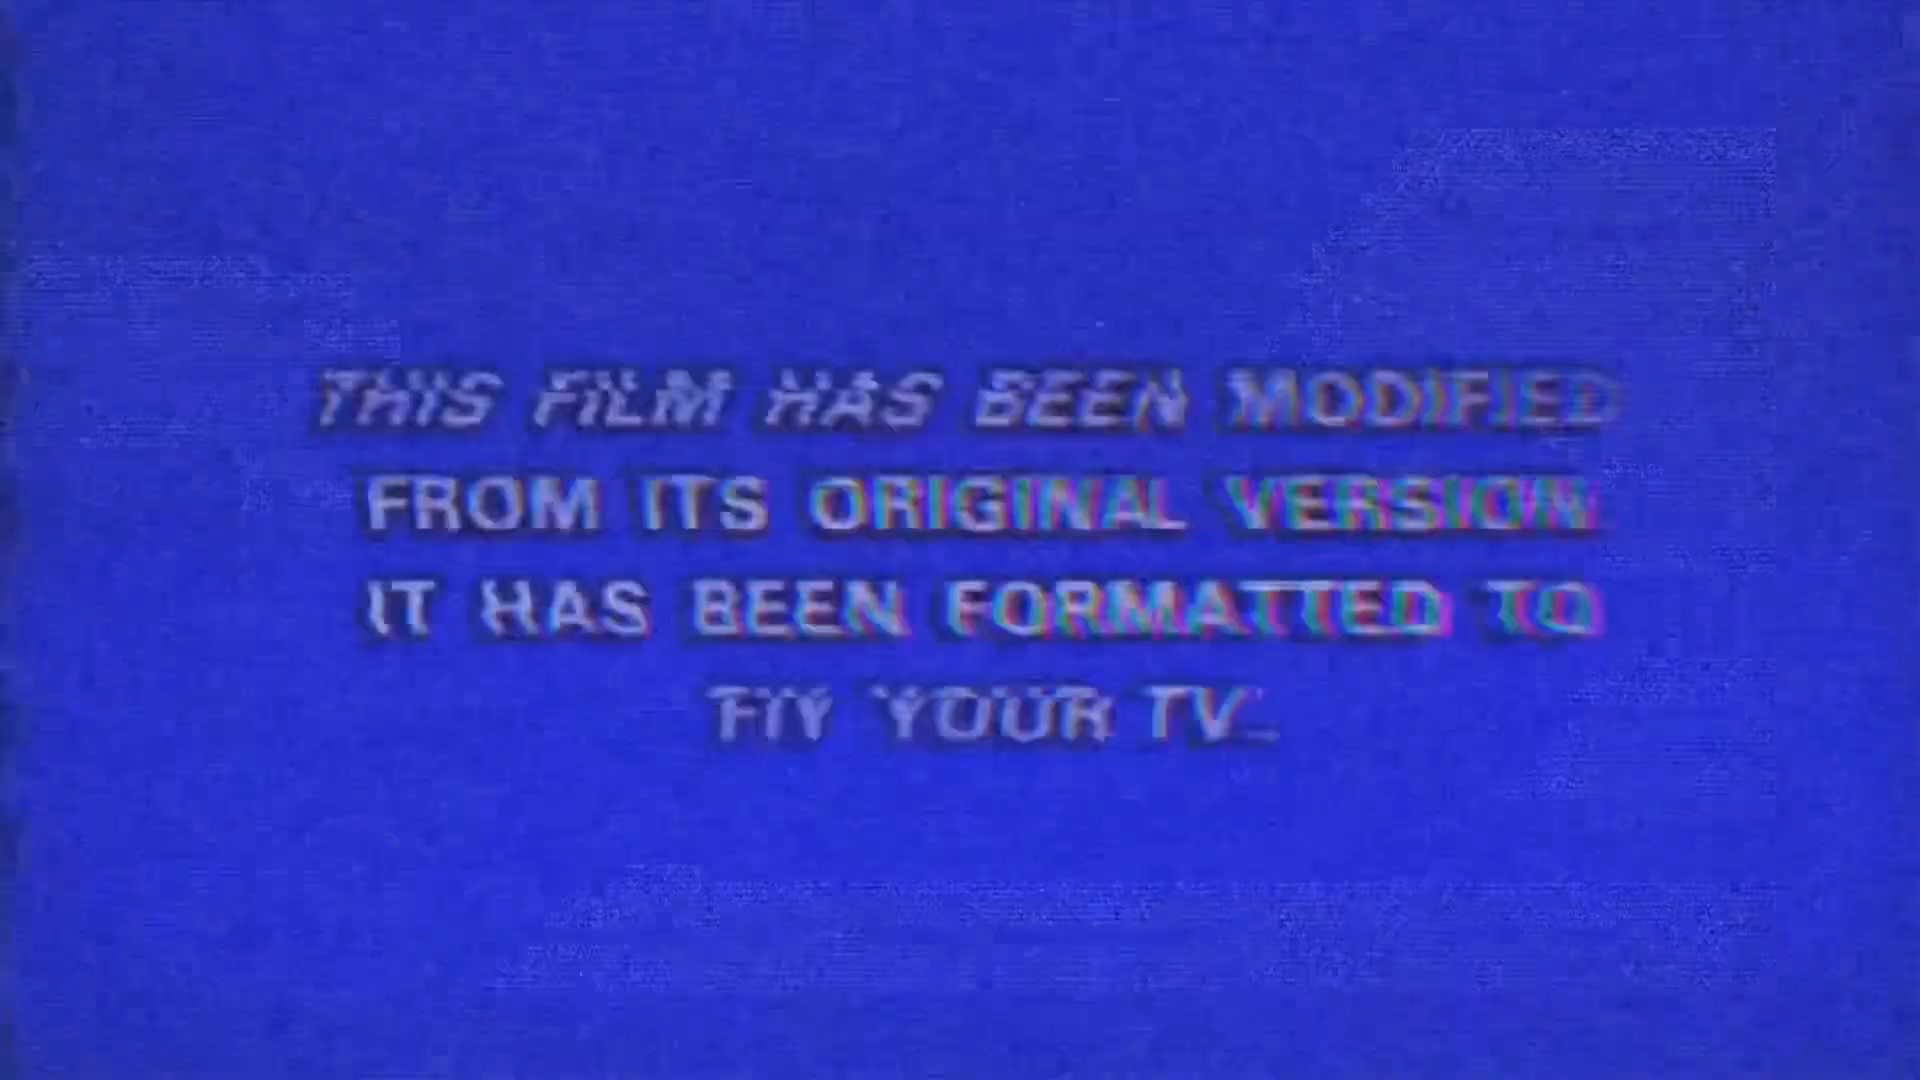 THIS FILM HAS BEEN MODIFIED
FROM ITS ORIGINAL VERSION
IT HAS BEEN FORMATTED TO
FIT YOUR TV.